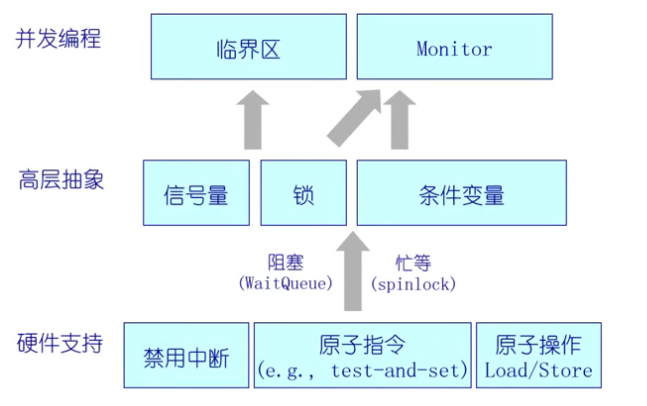 并发编程
临界区
Monitor
高层抽象
信号量
锁
条件变量
阻塞
(WaitQueue)
忙等
(spinlock)
硬件支持
禁用中断
原子指令
(e.g., test-and-set)
原子操作
Load/Store